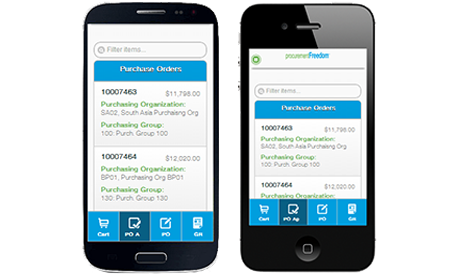 Filter items...
Purchase Orders
10007463
$11,798.00
Purchasing Organization:
SA02, South Asia Purchaisng Org
Purchasing Group:
100: Purch. Group 100
10007464
$12,020.00
Purchasing Organization:
BP01, Purchaisng Org BP01
Purchasing Group:
130: Purch. Group 130
Cart
PO A
PO
GR
procurementFreedom
Filter items...
Purchase Orders
10007463
$11,798.00
Purchasing Organization:
SA02, South Asia Purchaisng Org
Purchasing Group:
100: Purch. Group 100
10007464
$12,020.00
Cart
PO Ap
PO
GR